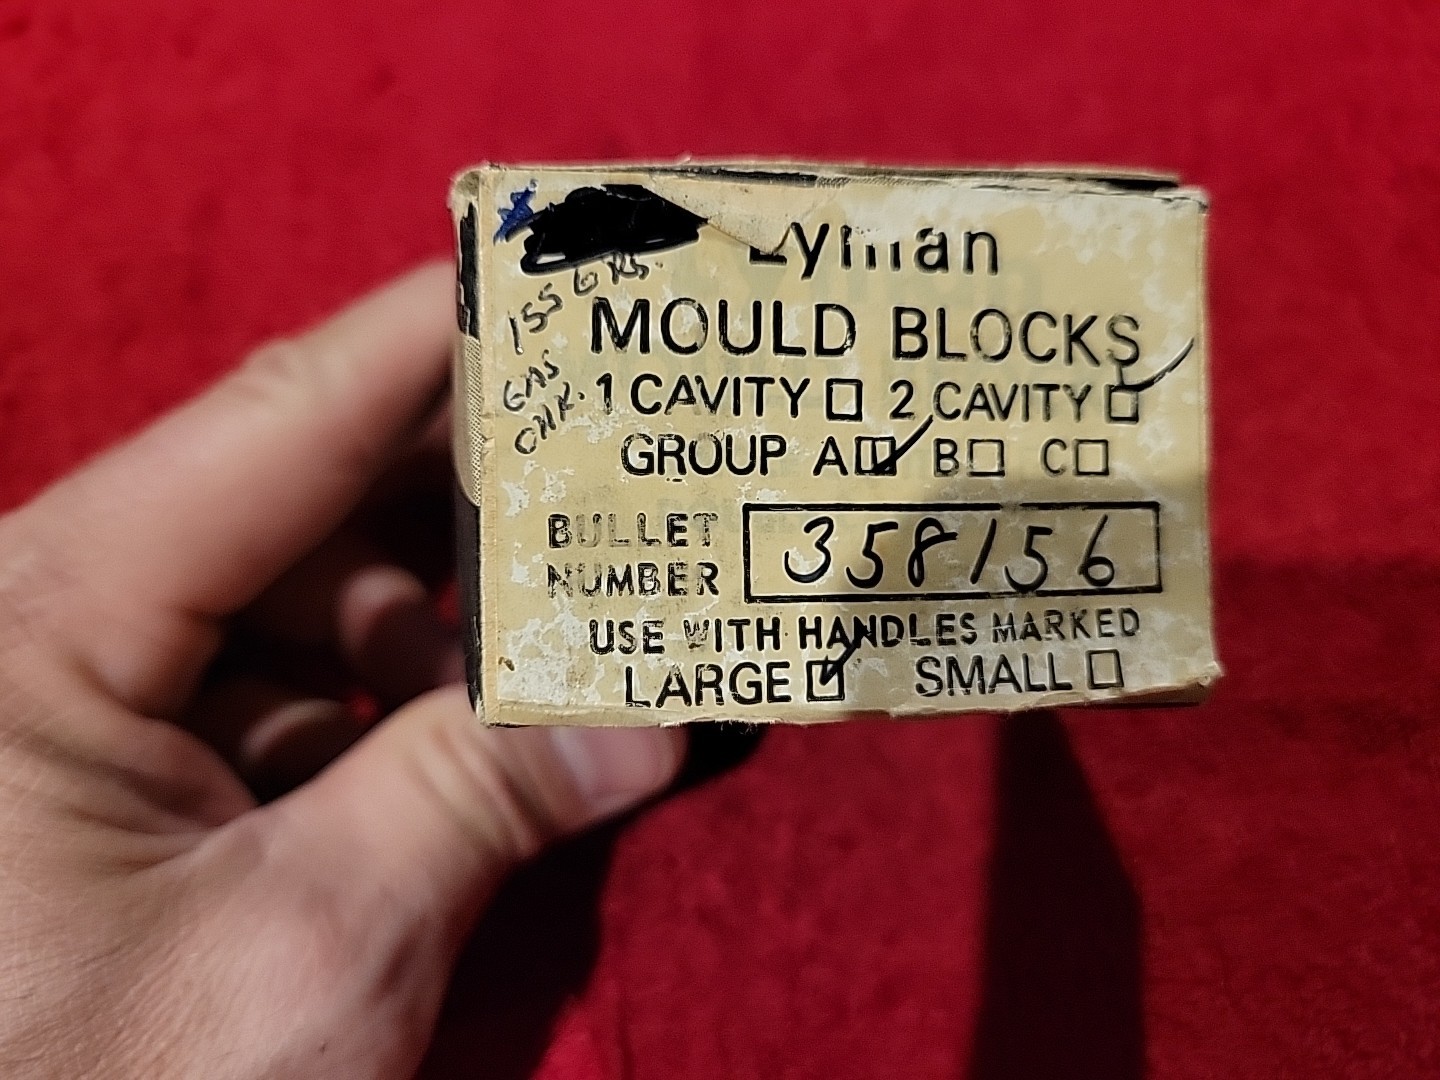 Lyman
155 GRS.
GAS
CHK.
MOULD BLOCKS
1 CAVITY 2 CAVITY
GROUP A B C
BULLET
NUMBER
358156
USE WITH HANDLES MARKED
LARGE SMALL